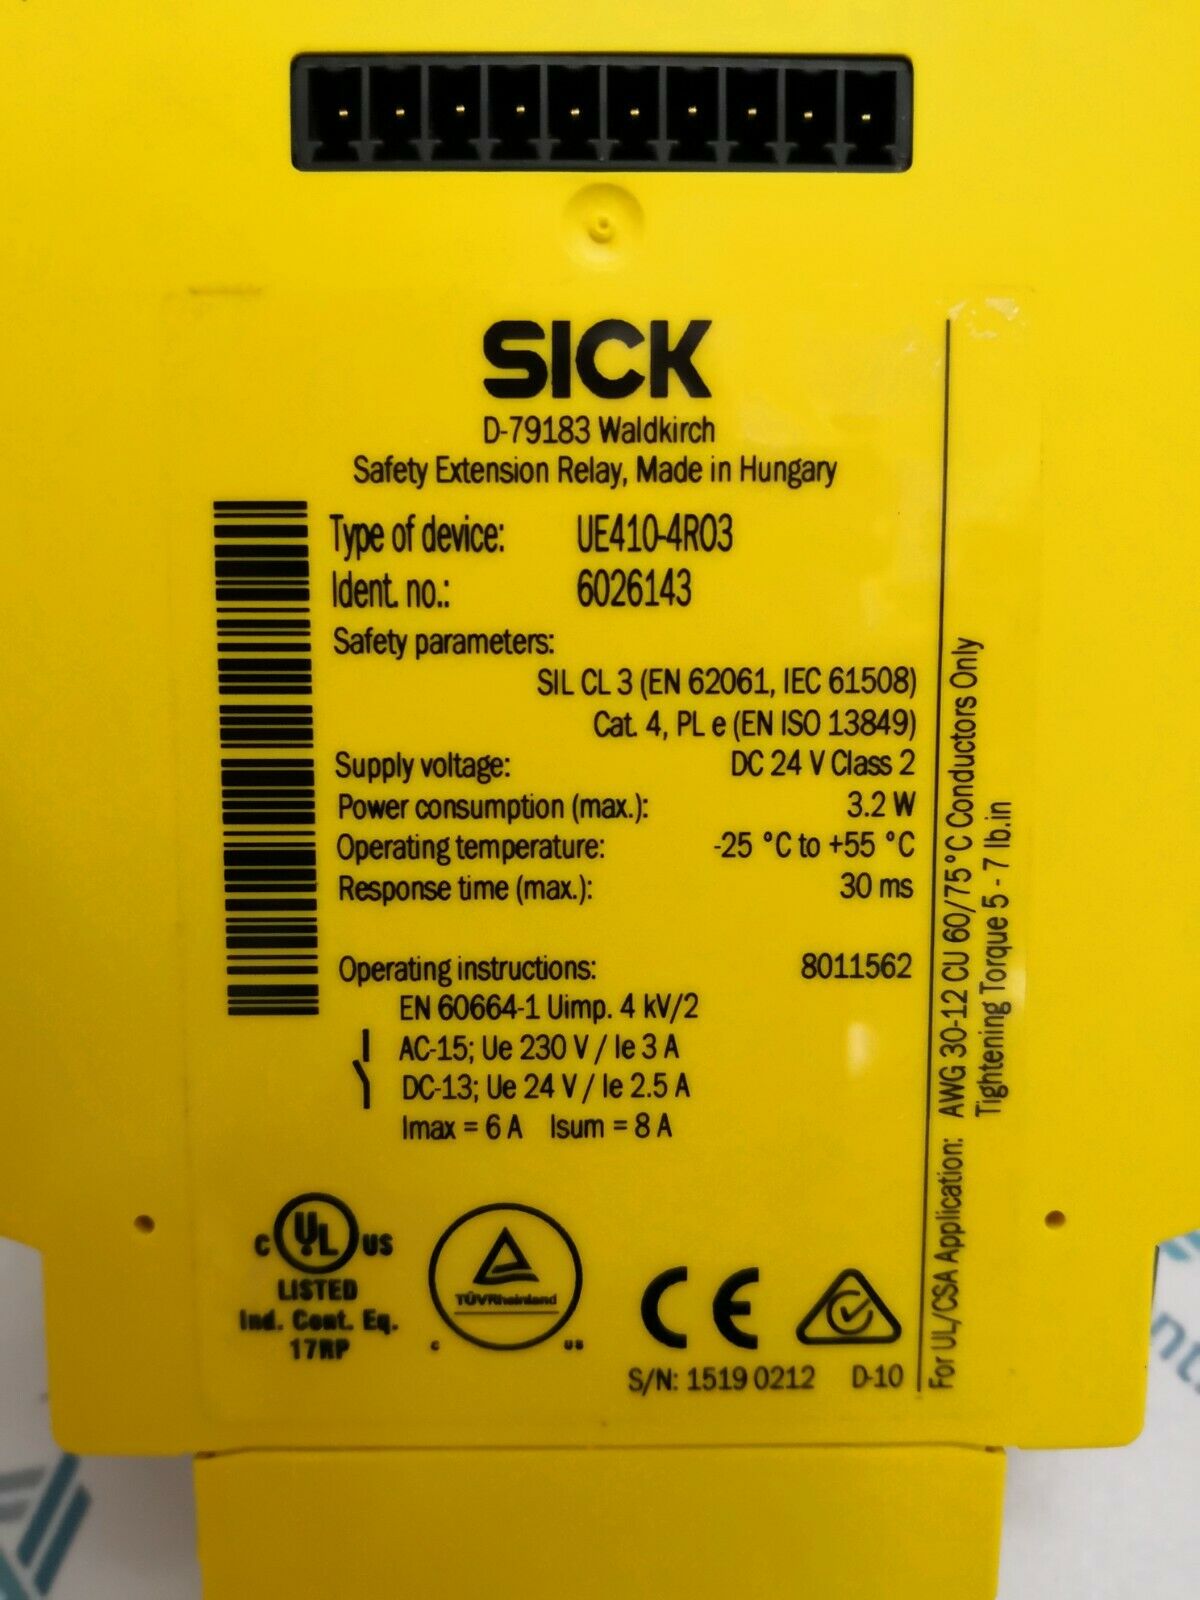 SICK
D-79183 Waldkirch
Safety Extension Relay, Made in Hungary
Type of device: UE410-4RO3
Ident. no.: 6026143
Safety parameters:
SIL CL 3 (EN 62061, IEC 61508)
Cat. 4, PL e (EN ISO 13849)
Supply voltage: DC 24 V Class 2
Power consumption (max.): 3.2 W
Operating temperature: -25 °C to +55 °C
Response time (max.): 30 ms
Operating instructions: 8011562
EN 60664-1 Uimp. 4 kV/2
AC-15; Ue 230 V / Ie 3 A
DC-13; Ue 24 V / Ie 2.5 A
Imax = 6 A Isum = 8 A
C UL US
LISTED
Ind. Cont. Eq.
17RP
TÜVRheinland
C US
CE
S/N: 1519 0212 D-10
For UL/CSA Application: AWG 30-12 CU 60/75°C Conductors Only
Tightening Torque 5 - 7 lb.in